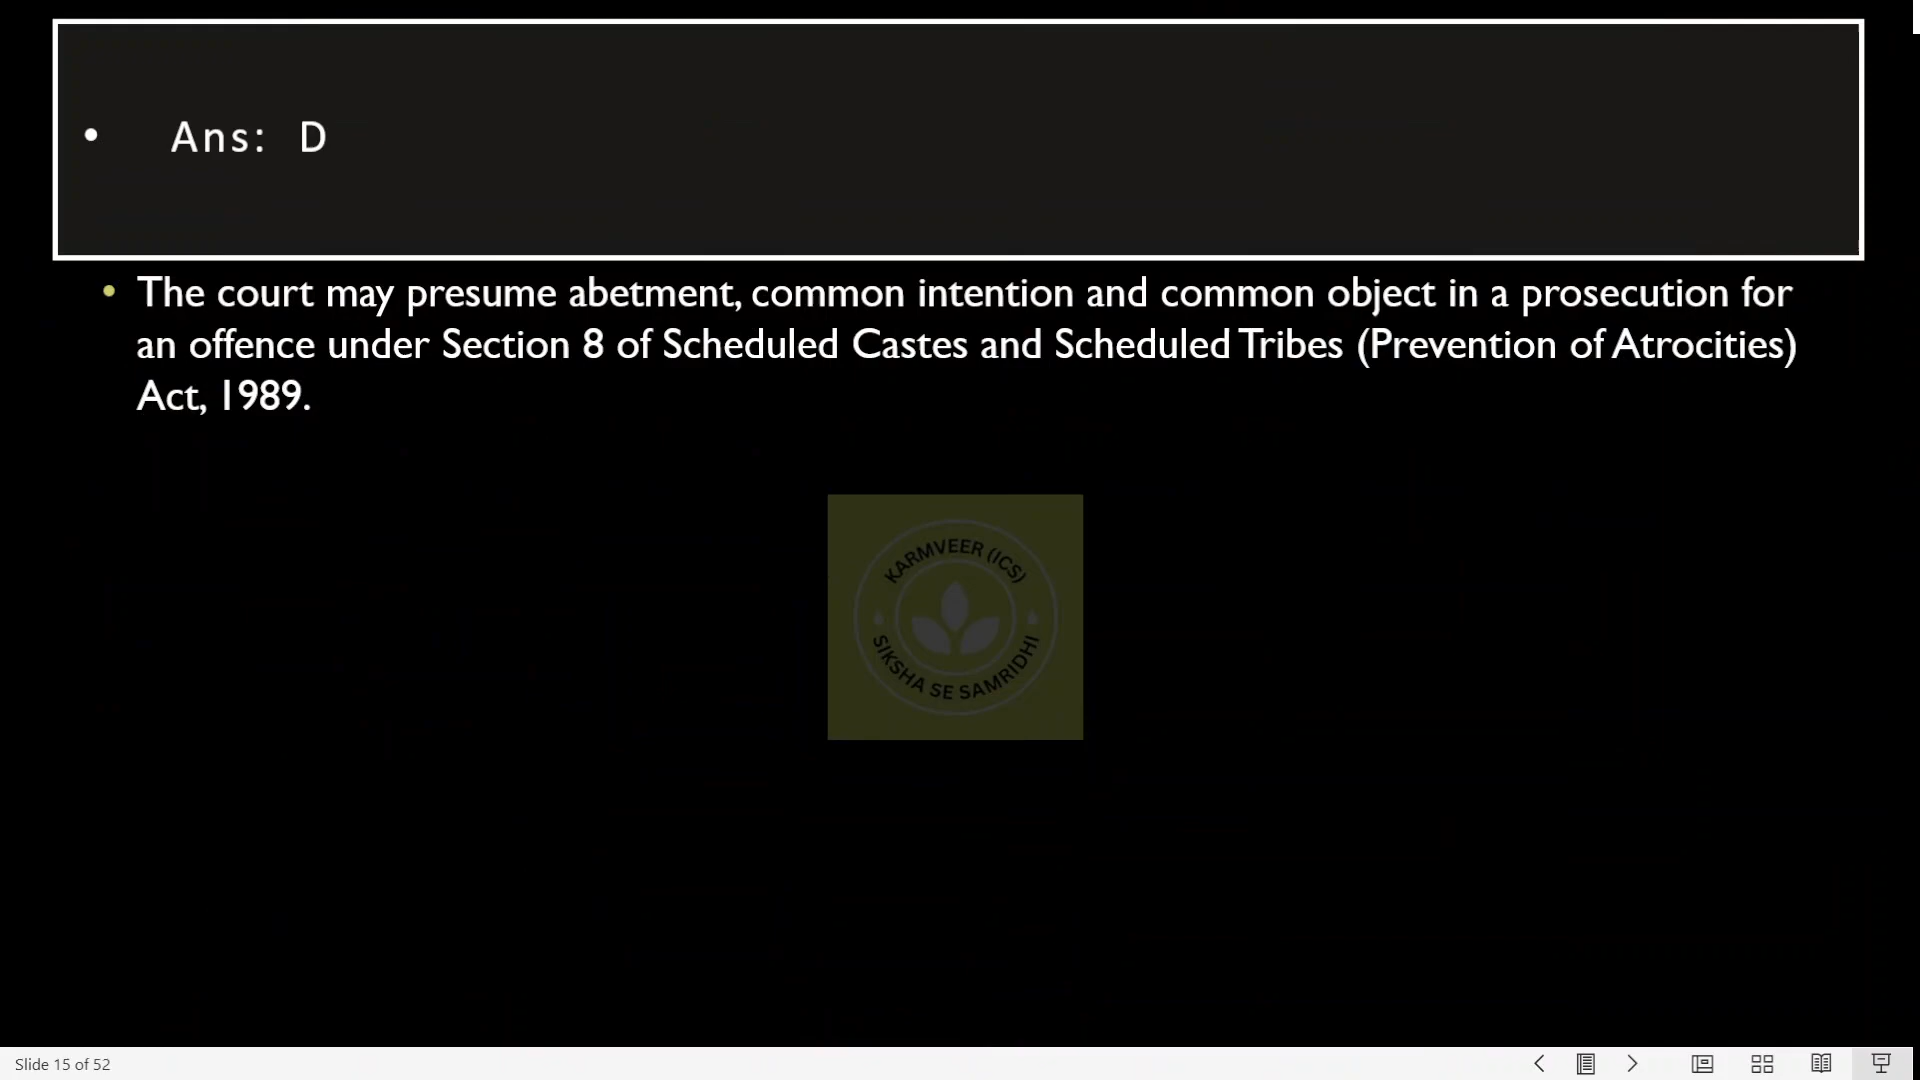 • Ans: D
• The court may presume abetment, common intention and common object in a prosecution for
an offence under Section 8 of Scheduled Castes and Scheduled Tribes (Prevention of Atrocities)
Act, 1989.
KARMVEER (ICS)
SIKSHA SE SAMRIDHI
Slide 15 of 52